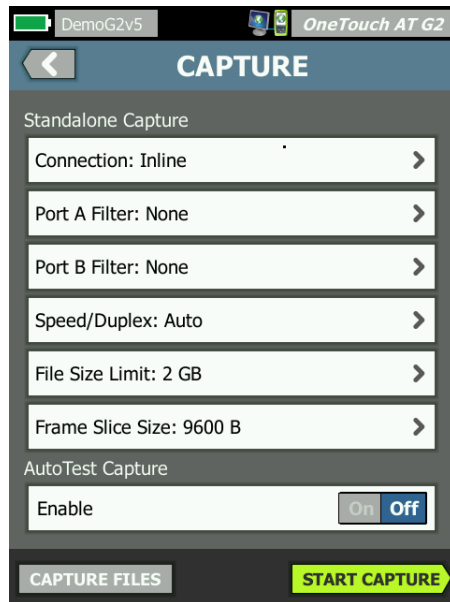 DemoG2v5
OneTouch AT G2
CAPTURE
Standalone Capture
Connection: Inline
Port A Filter: None
Port B Filter: None
Speed/Duplex: Auto
File Size Limit: 2 GB
Frame Slice Size: 9600 B
AutoTest Capture
Enable On Off
CAPTURE FILES START CAPTURE